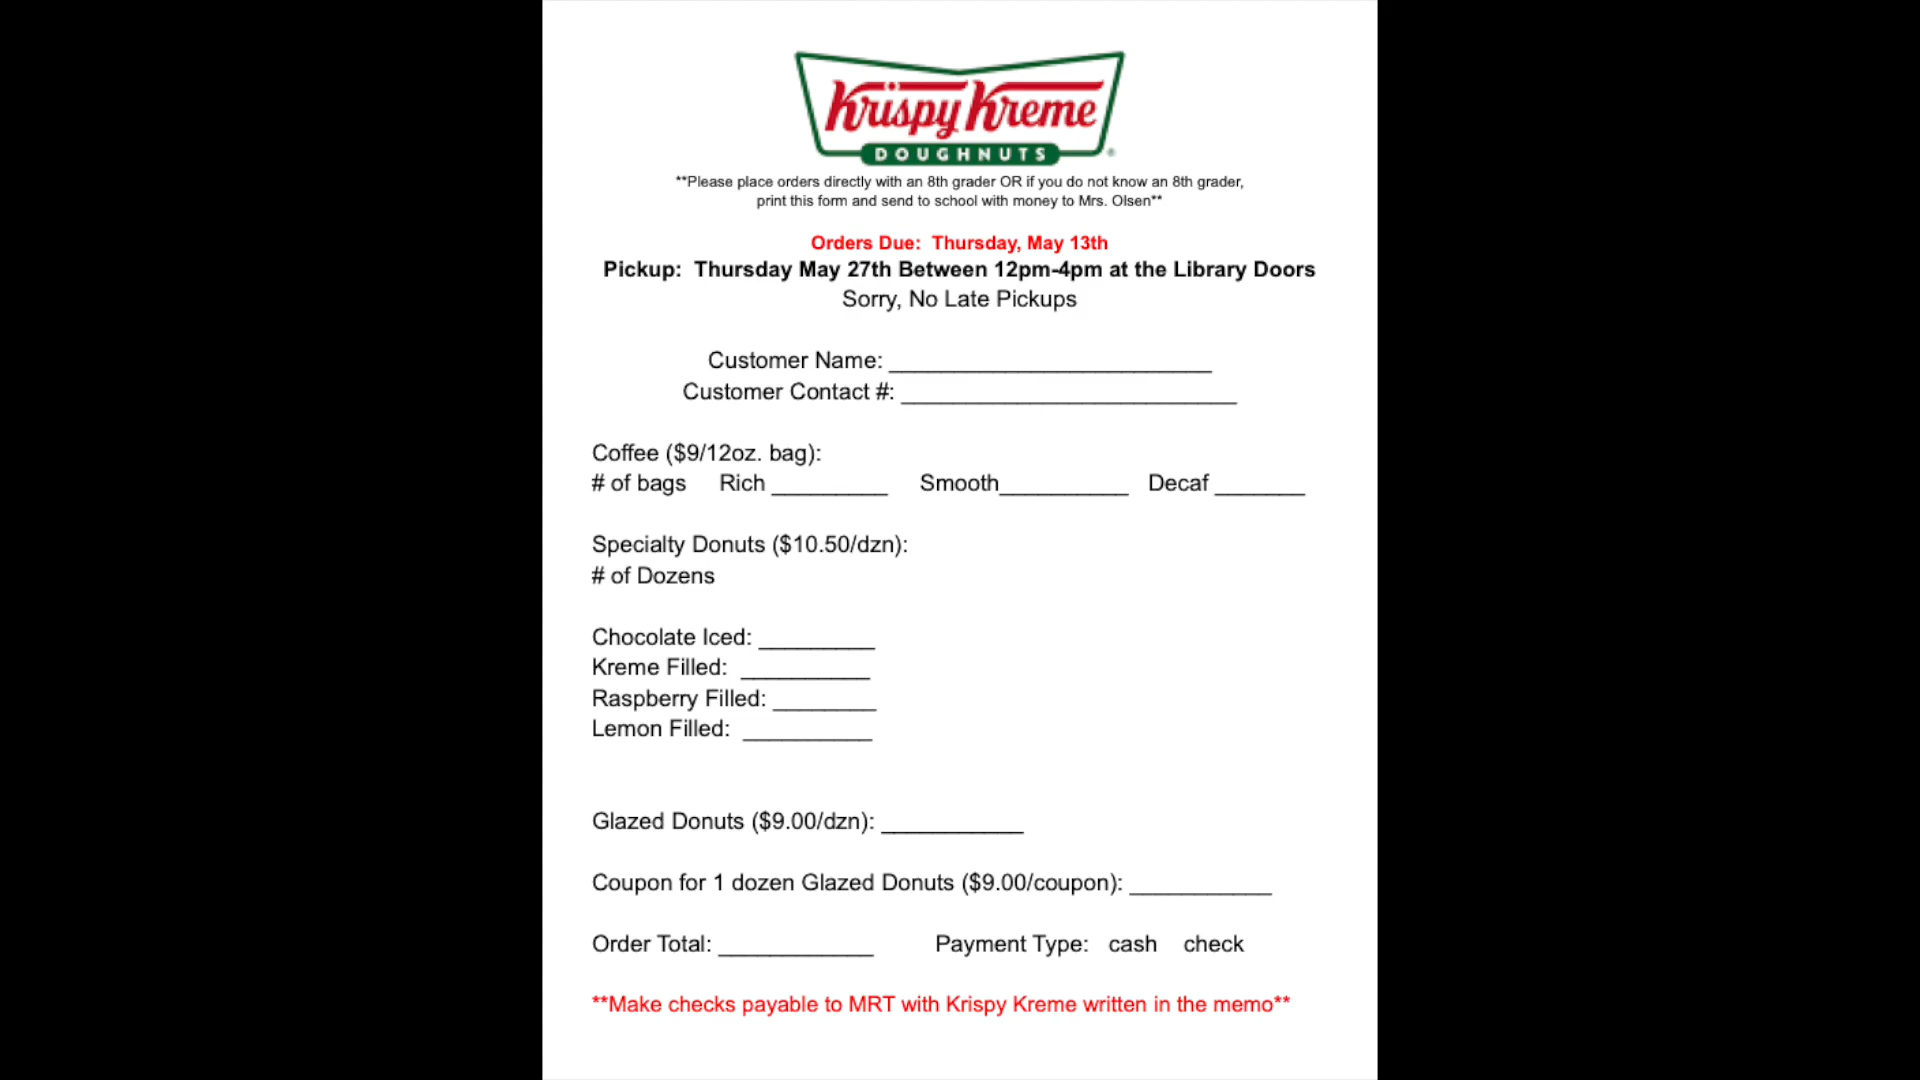 Krispy Kreme
DOUGHNUTS®
**Please place orders directly with an 8th grader OR if you do not know an 8th grader,
print this form and send to school with money to Mrs. Olsen**
Orders Due:  Thursday, May 13th
Pickup:  Thursday May 27th Between 12pm-4pm at the Library Doors
Sorry, No Late Pickups
Customer Name: _________________________
Customer Contact #: __________________________
Coffee ($9/12oz. bag):
# of bags     Rich _________     Smooth__________   Decaf _______
Specialty Donuts ($10.50/dzn):
# of Dozens
Chocolate Iced: _________
Kreme Filled:  __________
Raspberry Filled: ________
Lemon Filled:  __________
Glazed Donuts ($9.00/dzn): ___________
Coupon for 1 dozen Glazed Donuts ($9.00/coupon): ___________
Order Total: ____________          Payment Type:   cash    check
**Make checks payable to MRT with Krispy Kreme written in the memo**